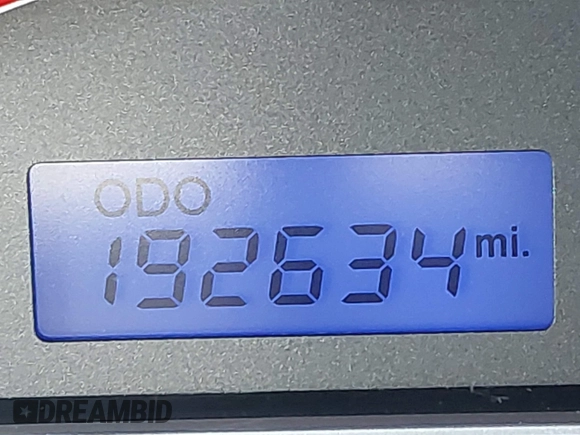 ODO
192634 mi.
DREAMBID